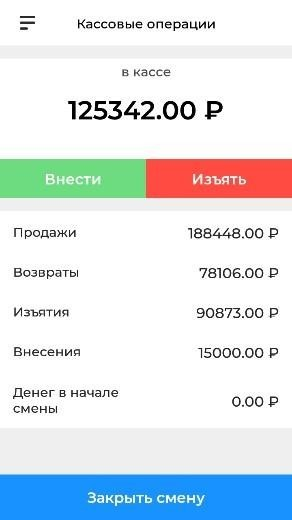 Кассовые операции
в кассе
125342.00 ₽
Внести Изъять
Продажи 188448.00 ₽
Возвраты 78106.00 ₽
Изъятия 90873.00 ₽
Внесения 15000.00 ₽
Денег в начале
смены 0.00 ₽
Закрыть смену